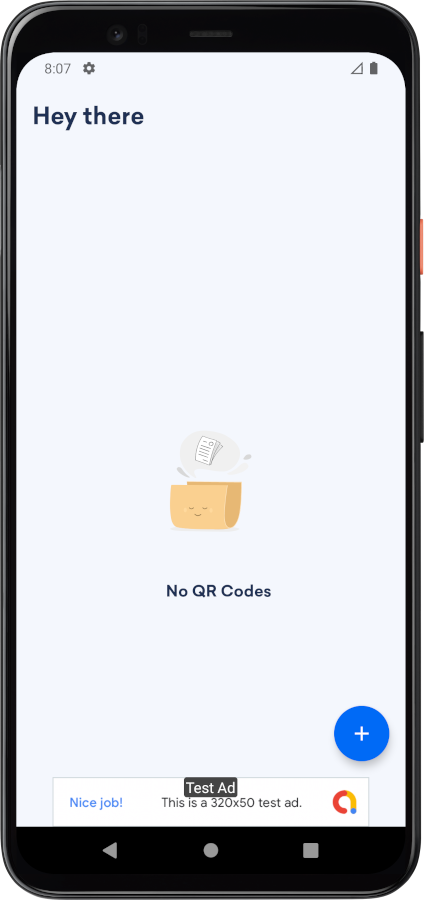 8:07
Hey there
No QR Codes
Test Ad
Nice job!
This is a 320x50 test ad.